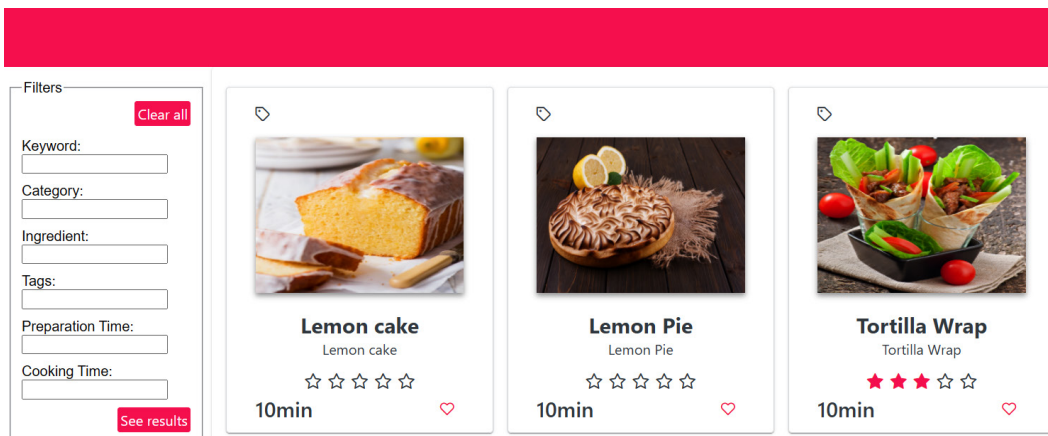 Filters
Clear all
Keyword:
Category:
Ingredient:
Tags:
Preparation Time:
Cooking Time:
See results
Lemon cake
Lemon cake
10min
Lemon Pie
Lemon Pie
10min
Tortilla Wrap
Tortilla Wrap
10min